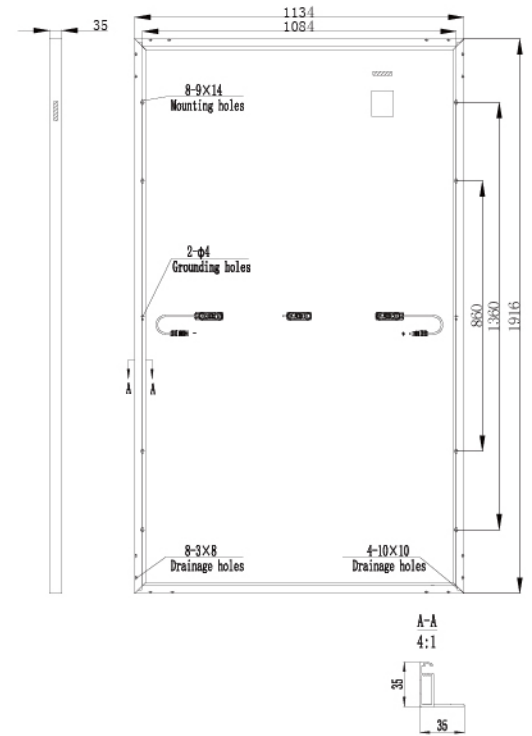 1134
35
1084
8-9×14
Mounting holes
2-φ4
Grounding holes
860
1360
1916
-
+
A
A
8-3×8
Drainage holes
4-10×10
Drainage holes
A-A
4:1
35
35